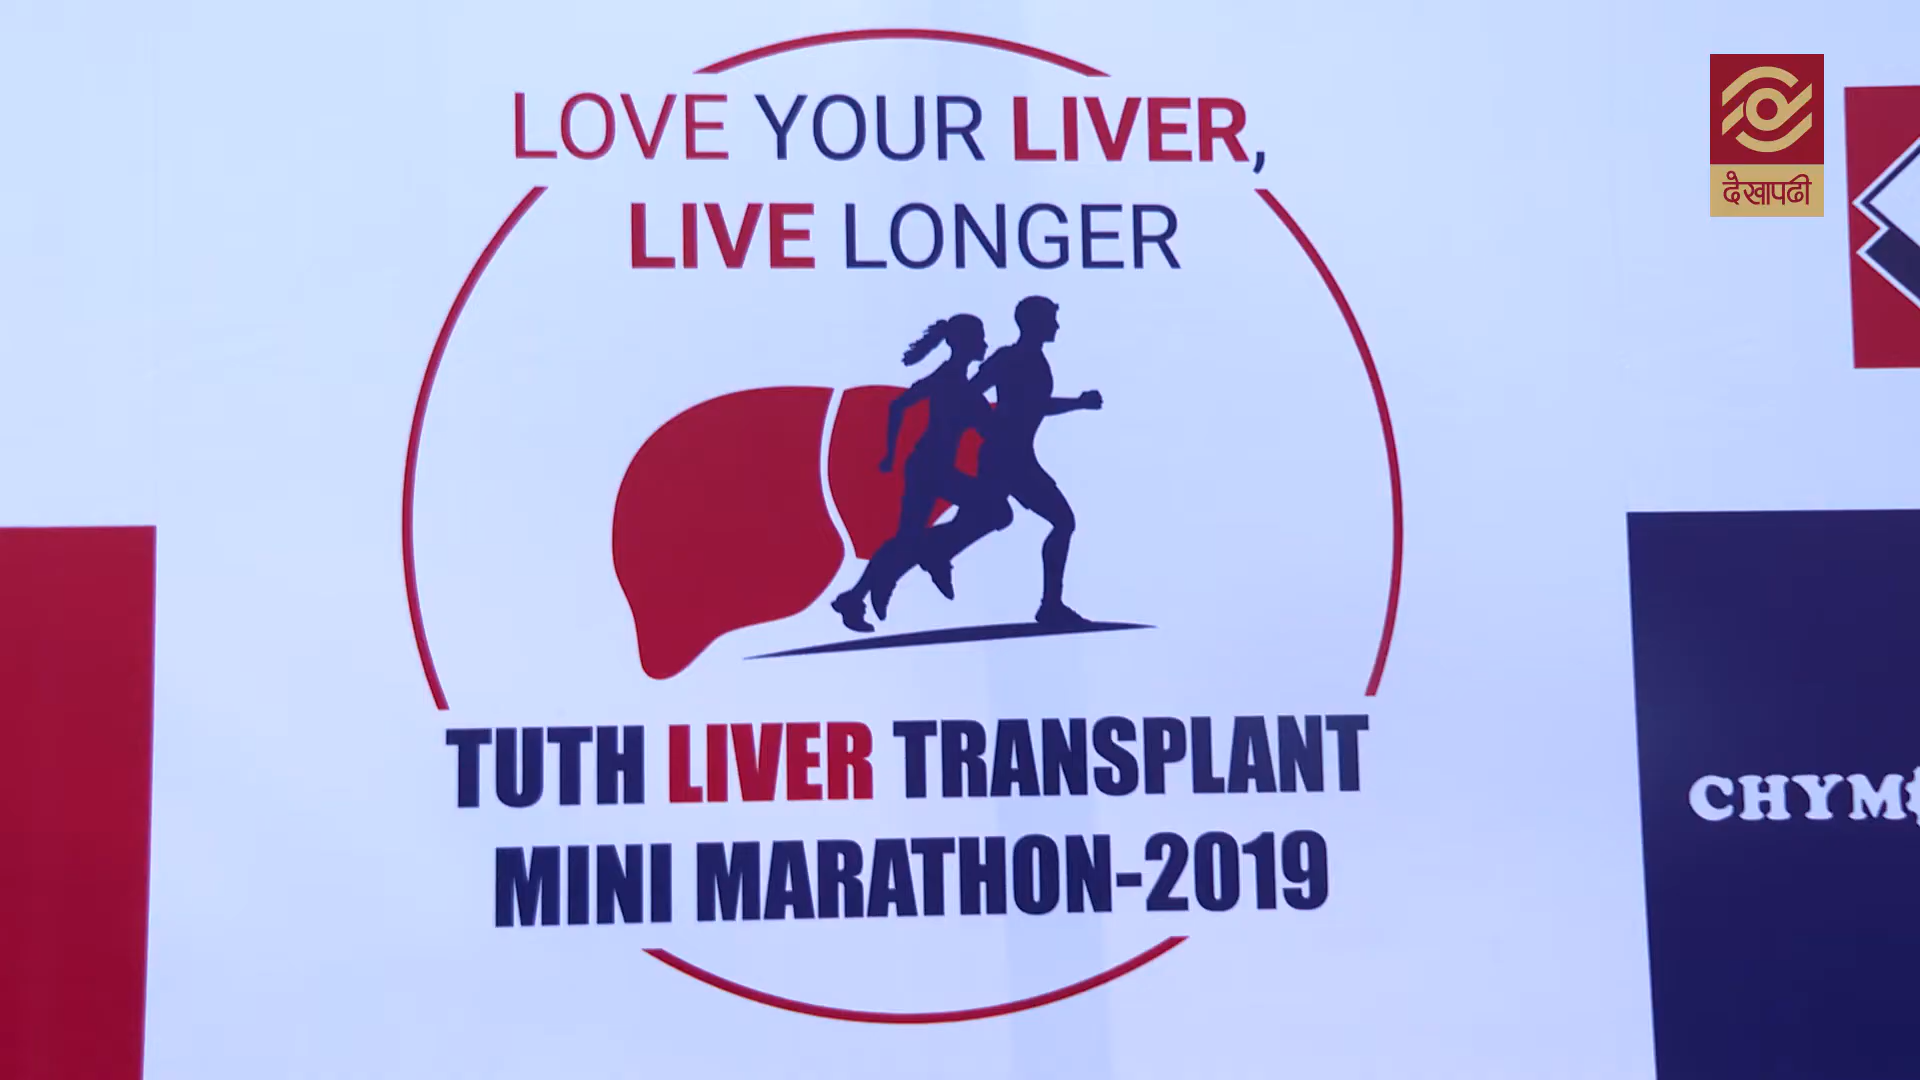 LOVE YOUR LIVER,
LIVE LONGER
TUTH LIVER TRANSPLANT
MINI MARATHON-2019
देखापढी